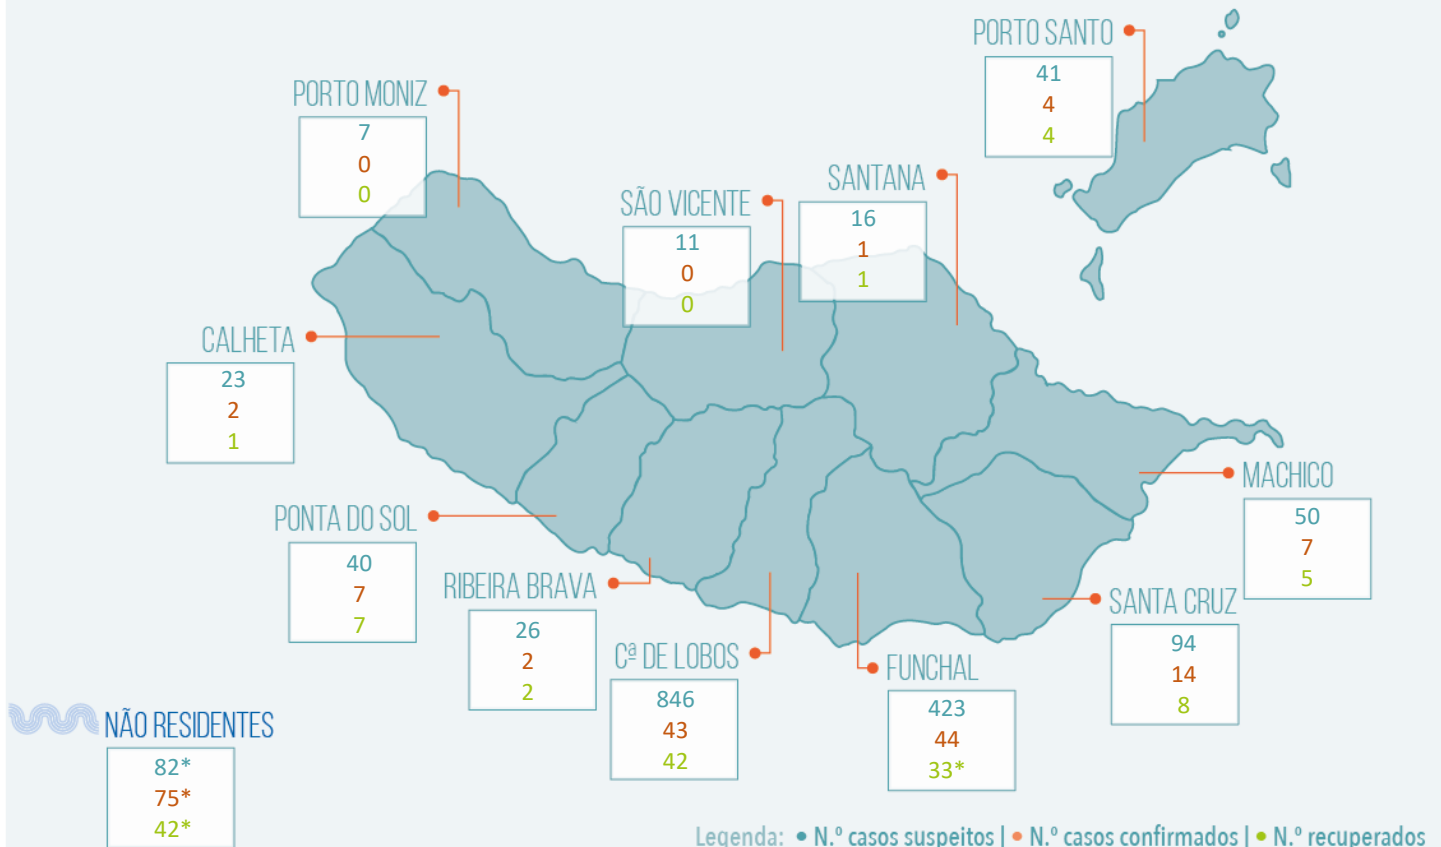 PORTO SANTO
41
4
4
PORTO MONIZ
7
0
0
SANTANA
16
1
1
SÃO VICENTE
11
0
0
CALHETA
23
2
1
MACHICO
50
7
5
PONTA DO SOL
40
7
7
RIBEIRA BRAVA
26
2
2
SANTA CRUZ
94
14
8
Cª DE LOBOS
846
43
42
FUNCHAL
423
44
33*
NÃO RESIDENTES
82*
75*
42*
Legenda: • N.º casos suspeitos | • N.º casos confirmados | • N.º recuperados